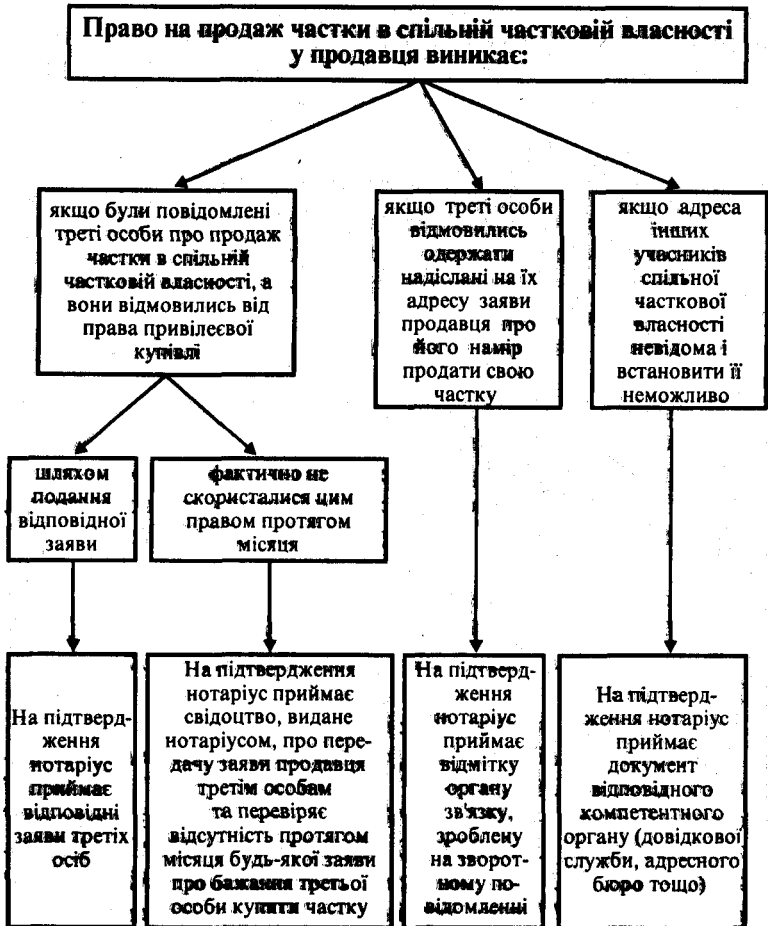 Право на продаж частки в спільній частковій власності
у продавця виникає:
якщо були повідомлені
треті особи про продаж
частки в спільній
частковій власності, а
вони відмовились від
права привілеєвої
купівлі
якщо треті особи
відмовились
одержати
надіслані на їх
адресу заяви
продавця про
його намір
продати свою
частку
якщо адреса
інших
учасників
спільної
часткової
власності
невідома і
встановити її
неможливо
шляхом
подання
відповідної
заяви
фактично не
скористалися цим
правом протягом
місяця
На підтверд-
ження
нотаріус
приймає
відповідні
заяви третіх
осіб
На підтвердження
нотаріус приймає
свідоцтво, видане
нотаріусом, про пере-
дачу заяви продавця
третім особам
та перевіряє
відсутність протягом
місяця будь-якої заяви
про бажання третьої
особи купити частку
На підтверд-
ження
нотаріус
приймає
відмітку
органу
зв'язку,
зроблену
на зворот-
ному по-
відомленні
На підтверд-
ження нотаріус
приймає
документ
відповідного
компетентного
органу (довідкової
служби, адресного
бюро тощо)